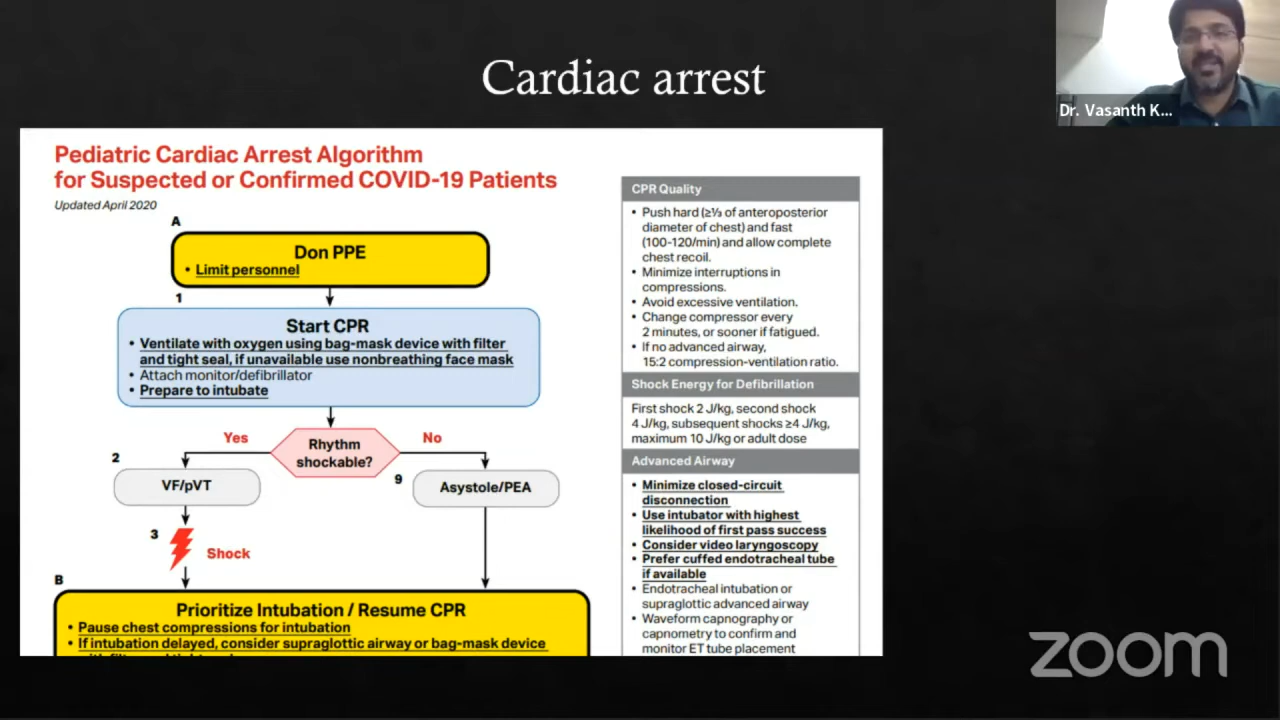 Cardiac arrest
Dr. Vasanth K...
Pediatric Cardiac Arrest Algorithm
for Suspected or Confirmed COVID-19 Patients
Updated April 2020
A
Don PPE
• Limit personnel
1
Start CPR
• Ventilate with oxygen using bag-mask device with filter
and tight seal, if unavailable use nonbreathing face mask
• Attach monitor/defibrillator
• Prepare to intubate
Yes
Rhythm
shockable?
No
2
VF/pVT
9
Asystole/PEA
3
Shock
B
Prioritize Intubation / Resume CPR
• Pause chest compressions for intubation
• If intubation delayed, consider supraglottic airway or bag-mask device
CPR Quality
• Push hard (≥⅓ of anteroposterior
diameter of chest) and fast
(100-120/min) and allow complete
chest recoil.
• Minimize interruptions in
compressions.
• Avoid excessive ventilation.
• Change compressor every
2 minutes, or sooner if fatigued.
• If no advanced airway,
15:2 compression-ventilation ratio.
Shock Energy for Defibrillation
First shock 2 J/kg, second shock
4 J/kg, subsequent shocks ≥4 J/kg,
maximum 10 J/kg or adult dose
Advanced Airway
• Minimize closed-circuit
disconnection
• Use intubator with highest
likelihood of first pass success
• Consider video laryngoscopy
• Prefer cuffed endotracheal tube
if available
• Endotracheal intubation or
supraglottic advanced airway
• Waveform capnography or
capnometry to confirm and
monitor ET tube placement
zoom